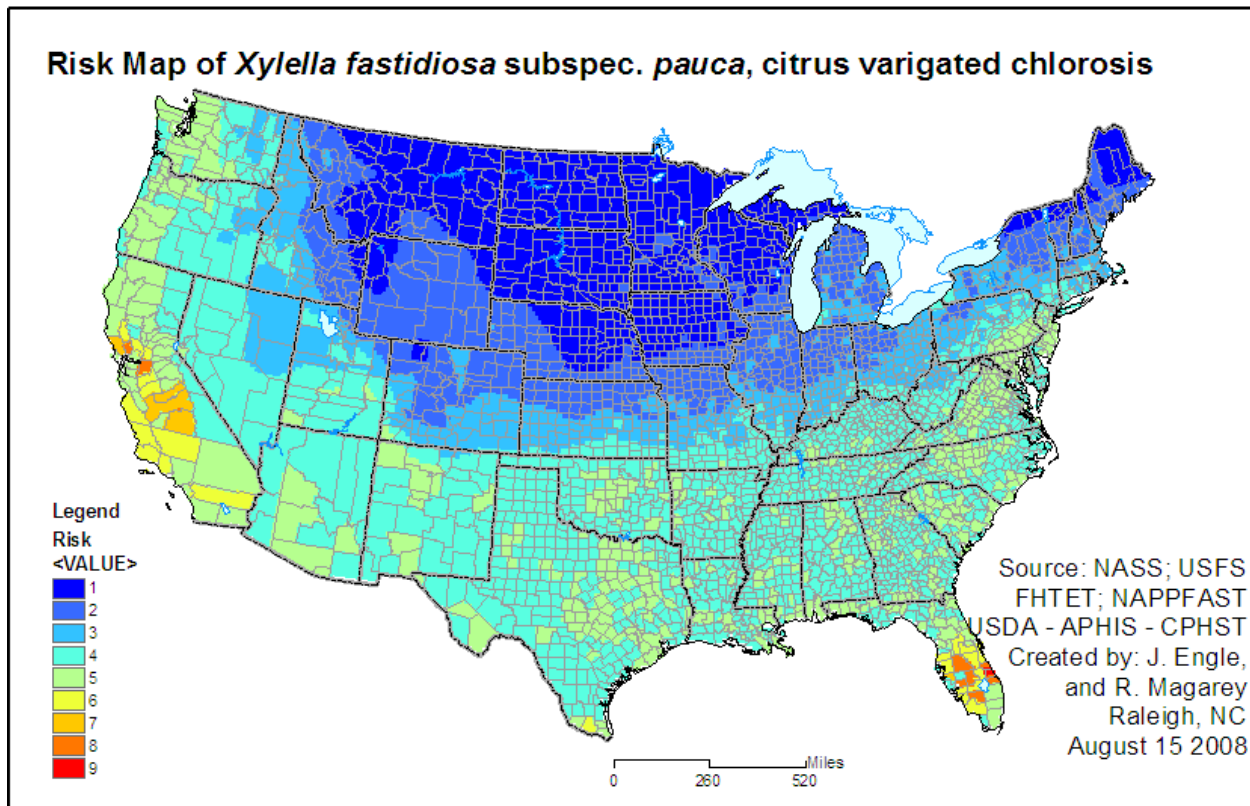 Risk Map of Xylella fastidiosa subspec. pauca, citrus varigated chlorosis
Legend
Risk
<VALUE>
1
2
3
4
5
6
7
8
9
Source: NASS; USFS
FHTET; NAPPFAST
USDA - APHIS - CPHST
Created by: J. Engle,
and R. Magarey
Raleigh, NC
August 15 2008
Miles
0 260 520